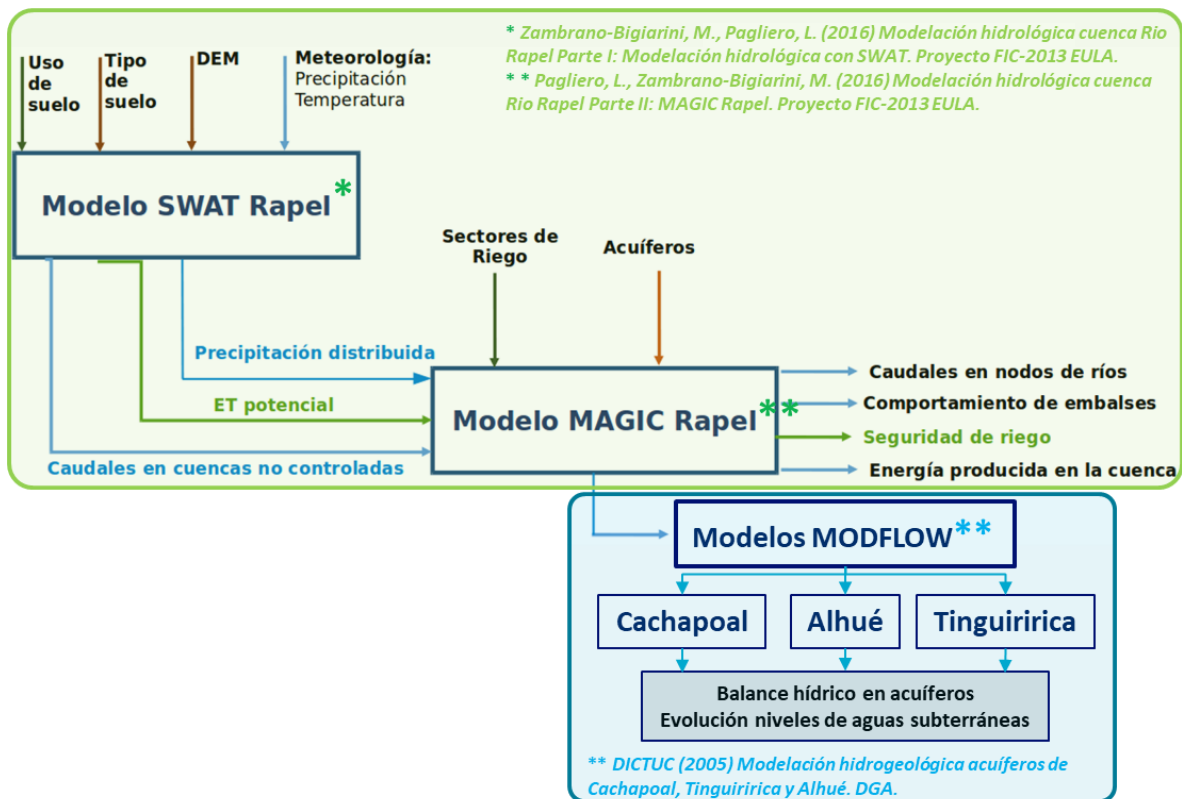 * Zambrano-Bigiarini, M., Pagliero, L. (2016) Modelación hidrológica cuenca Rio
Rapel Parte I: Modelación hidrológica con SWAT. Proyecto FIC-2013 EULA.
* * Pagliero, L., Zambrano-Bigiarini, M. (2016) Modelación hidrológica cuenca
Rio Rapel Parte II: MAGIC Rapel. Proyecto FIC-2013 EULA.
Uso
de
suelo
Tipo
de
suelo
DEM
Meteorología:
Precipitación
Temperatura
Modelo SWAT Rapel*
Sectores de
Riego
Acuíferos
Precipitación distribuida
ET potencial
Caudales en cuencas no controladas
Modelo MAGIC Rapel**
Caudales en nodos de ríos
Comportamiento de embalses
Seguridad de riego
Energía producida en la cuenca
Modelos MODFLOW**
Cachapoal
Alhué
Tinguiririca
Balance hídrico en acuíferos
Evolución niveles de aguas subterráneas
** DICTUC (2005) Modelación hidrogeológica acuíferos de
Cachapoal, Tinguiririca y Alhué. DGA.